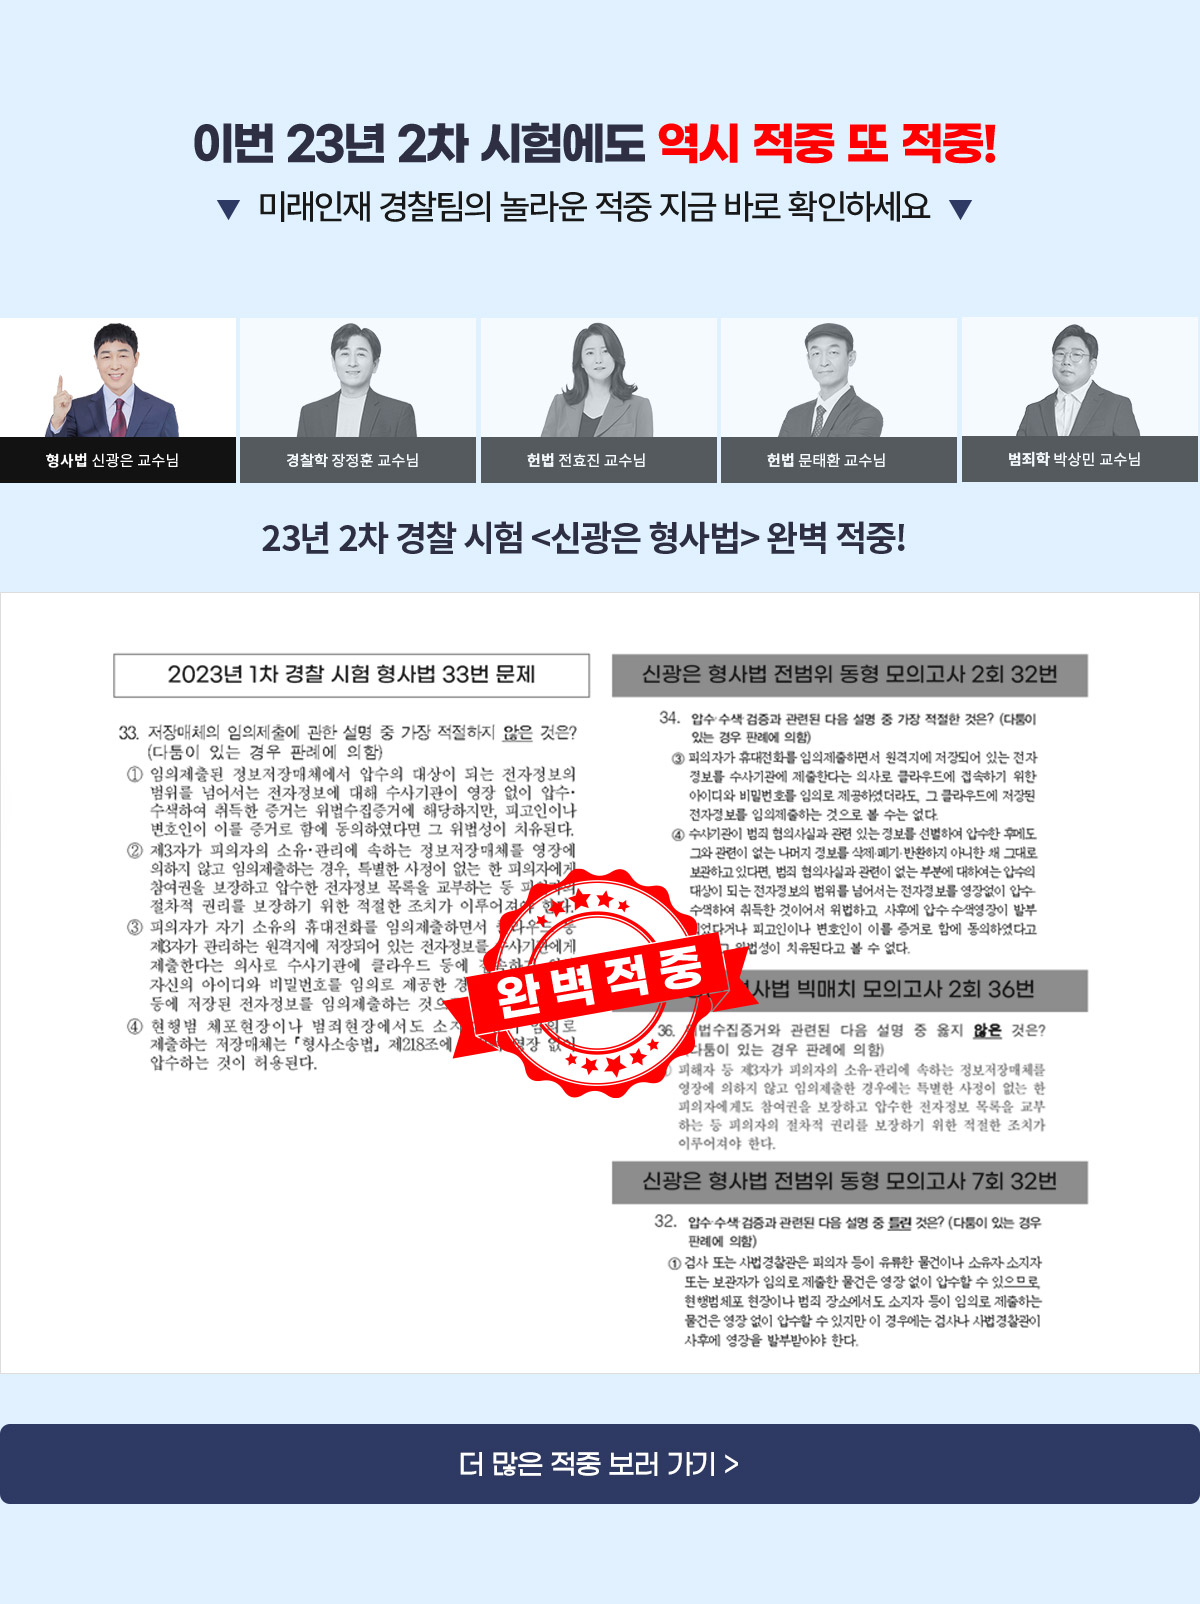 이번 23년 2차 시험에도 역시 적중 또 적중!
▼ 미래인재 경찰팀의 놀라운 적중 지금 바로 확인하세요 ▼
형사법 신광은 교수님
경찰학 장정훈 교수님
헌법 전효진 교수님
헌법 문태환 교수님
범죄학 박상민 교수님
23년 2차 경찰 시험 <신광은 형사법> 완벽 적중!
2023년 1차 경찰 시험 형사법 33번 문제
33. 저장매체의 임의제출에 관한 설명 중 가장 적절하지 않은 것은?
(다툼이 있는 경우 판례에 의함)
① 임의제출된 정보저장매체에서 압수의 대상이 되는 전자정보의
범위를 넘어서는 전자정보에 대해 수사기관이 영장 없이 압수·
수색하여 취득한 증거는 위법수집증거에 해당하지만, 피고인이나
변호인이 이를 증거로 함에 동의하였다면 그 위법성이 치유된다.
② 제3자가 피의자의 소유·관리에 속하는 정보저장매체를 영장에
의하지 않고 임의제출하는 경우, 특별한 사정이 없는 한 피의자에게
참여권을 보장하고 압수한 전자정보 목록을 교부하는 등 피의자의
절차적 권리를 보장하기 위한 적절한 조치가 이루어져야 한다.
③ 피의자가 자기 소유의 휴대전화를 임의제출하면서 클라우드 등
제3자가 관리하는 원격지에 저장되어 있는 전자정보를 수사기관에게
제출한다는 의사로 수사기관에 클라우드 등에 접속하기
자신의 아이디와 비밀번호를 임의로 제공한
등에 저장된 전자정보를 임의제출하는 것으
④ 현행범 체포현장이나 범죄현장에서도 소지 임의로
제출하는 저장매체는 「형사소송법」 제218조에 영장 없이
압수하는 것이 허용된다.
완벽적중
신광은 형사법 전범위 동형 모의고사 2회 32번
34. 압수·수색·검증과 관련된 다음 설명 중 가장 적절한 것은? (다툼이
있는 경우 판례에 의함)
③ 피의자가 휴대전화를 임의제출하면서 원격지에 저장되어 있는 전자
정보를 수사기관에 제출한다는 의사로 클라우드에 접속하기 위한
아이디와 비밀번호를 임의로 제공하였더라도, 그 클라우드에 저장된
전자정보를 임의제출하는 것으로 볼 수는 없다.
④ 수사기관이 범죄 혐의사실과 관련 있는 정보를 선별하여 압수한 후에도
그와 관련이 없는 나머지 정보를 삭제·폐기·반환하지 아니한 채 그대로
보관하고 있다면, 범죄 혐의사실과 관련이 없는 부분에 대하여는 압수의
대상이 되는 전자정보의 범위를 넘어서는 전자정보를 영장없이 압수·
수색하여 취득한 것이어서 위법하고, 사후에 압수·수색영장이 발부
되었다거나 피고인이나 변호인이 이를 증거로 함에 동의하였다고
그 위법성이 치유된다고 볼 수 없다.
형사법 빅매치 모의고사 2회 36번
36. 위법수집증거와 관련된 다음 설명 중 옳지 않은 것은?
(다툼이 있는 경우 판례에 의함)
피해자 등 제3자가 피의자의 소유·관리에 속하는 정보저장매체를
영장에 의하지 않고 임의제출한 경우에는 특별한 사정이 없는 한
피의자에게도 참여권을 보장하고 압수한 전자정보 목록을 교부
하는 등 피의자의 절차적 권리를 보장하기 위한 적절한 조치가
이루어져야 한다.
신광은 형사법 전범위 동형 모의고사 7회 32번
32. 압수·수색·검증과 관련된 다음 설명 중 틀린 것은? (다툼이 있는 경우
판례에 의함)
① 검사 또는 사법경찰관은 피의자 등이 유류한 물건이나 소유자·소지자
또는 보관자가 임의로 제출한 물건은 영장 없이 압수할 수 있으므로,
현행범체포 현장이나 범죄 장소에서도 소지자 등이 임의로 제출하는
물건은 영장 없이 압수할 수 있지만 이 경우에는 검사나 사법경찰관이
사후에 영장을 발부받아야 한다.
더 많은 적중 보러 가기 >